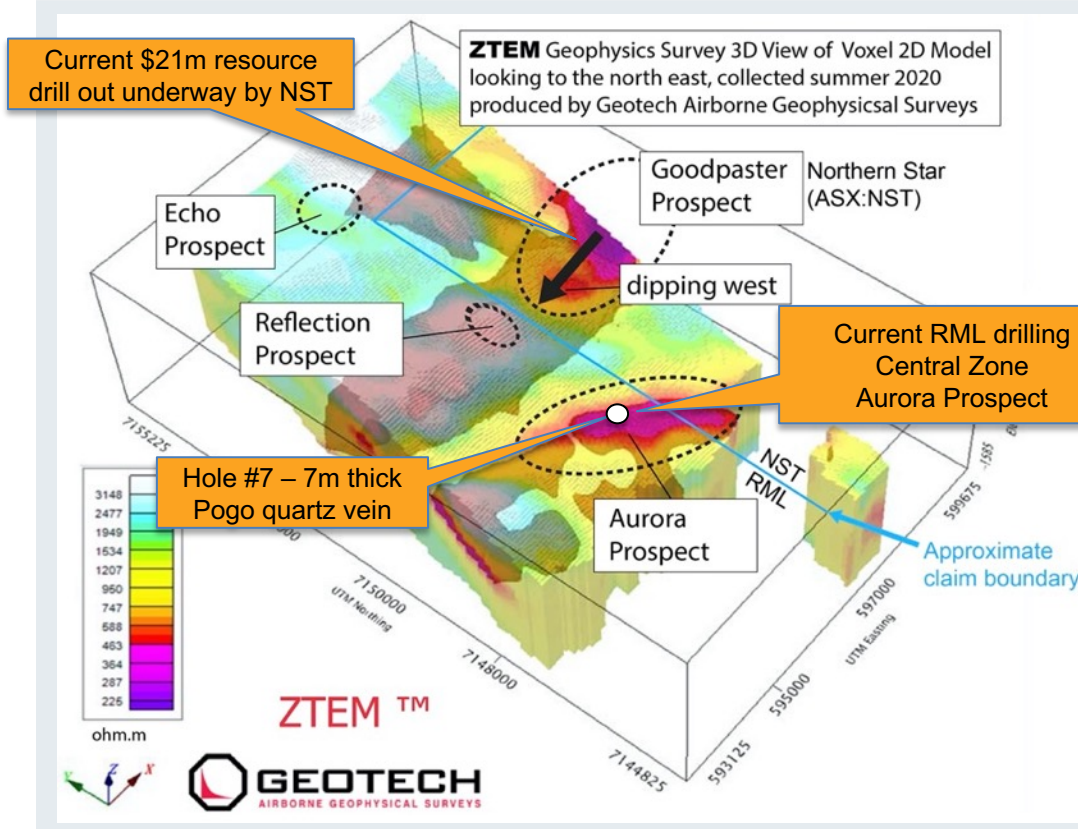 Current $21m resource
drill out underway by NST
ZTEM Geophysics Survey 3D View of Voxel 2D Model
looking to the north east, collected summer 2020
produced by Geotech Airborne Geophysicsal Surveys
Goodpaster
Prospect
Northern Star
(ASX:NST)
Echo
Prospect
dipping west
Reflection
Prospect
Current RML drilling
Central Zone
Aurora Prospect
Hole #7 – 7m thick
Pogo quartz vein
NST
RML
Aurora
Prospect
Approximate
claim boundary
7155225
7150000
UTM Northing
7148000
7144825
593125
595000
UTM Easting
597000
599675
-1585
3148
2477
1949
1534
1207
950
747
588
463
364
287
225
ohm.m
Y
Z
X
ZTEM ™
GEOTECH
AIRBORNE GEOPHYSICAL SURVEYS